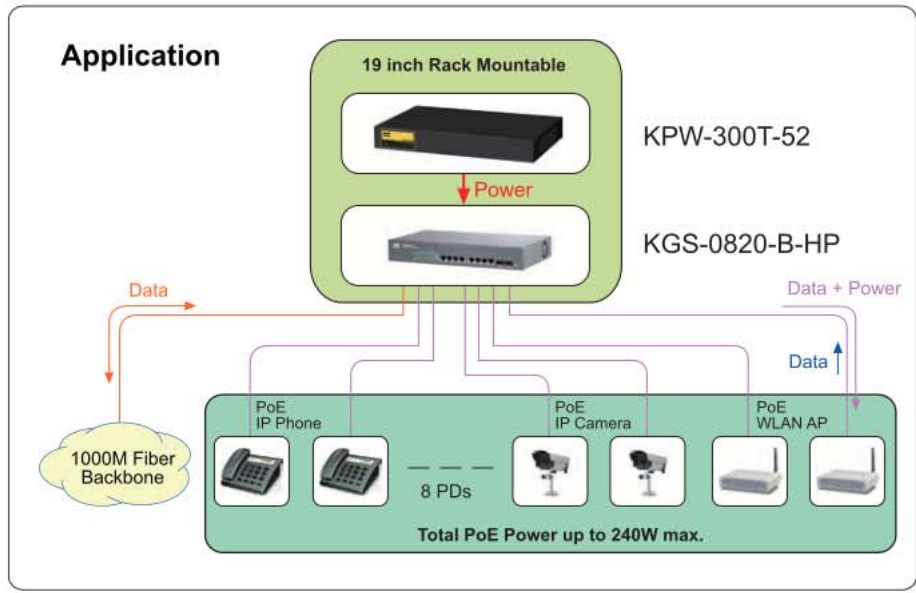 Application
19 inch Rack Mountable
KPW-300T-52
Power
KGS-0820-B-HP
Data
Data + Power
Data
PoE
IP Phone
PoE
IP Camera
PoE
WLAN AP
1000M Fiber
Backbone
8 PDs
Total PoE Power up to 240W max.